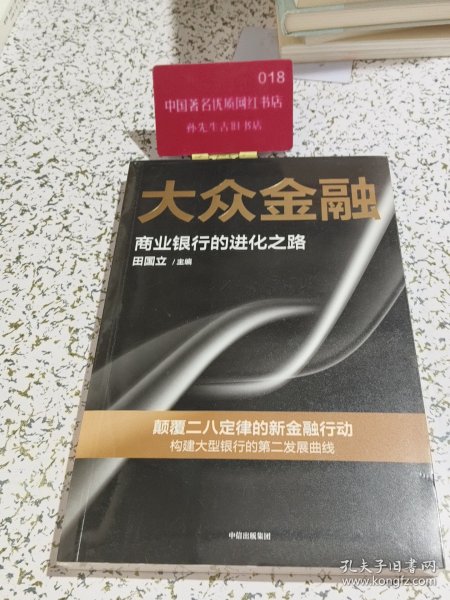 018
中国著名优质网红书店
孙先生古旧书店
大众金融
商业银行的进化之路
田国立 / 主编
颠覆二八定律的新金融行动
构建大型银行的第二发展曲线
中信出版集团
孔夫子旧书网
www.kongfz.com